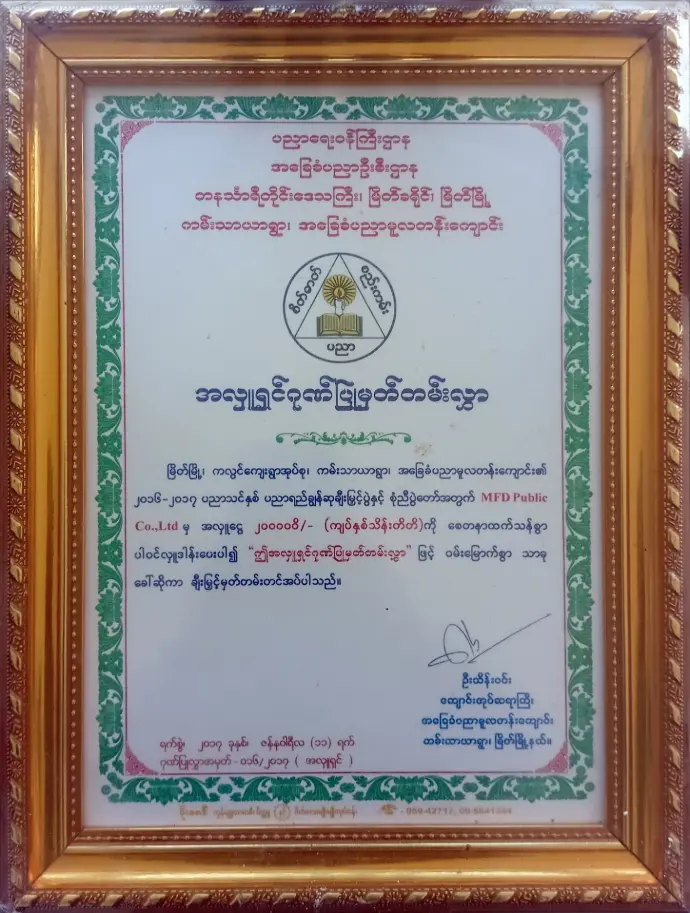 ပညာရေးဝန်ကြီးဌာန
အခြေခံပညာဦးစီးဌာန
တနင်္သာရီတိုင်းဒေသကြီး၊ မြိတ်ခရိုင်၊ မြိတ်မြို့
ကမ်းသာယာရွာ၊ အခြေခံပညာမူလတန်းကျောင်း
စိတ်ဓာတ်
စည်းကမ်း
ပညာ
အလှူရှင်ဂုဏ်ပြုမှတ်တမ်းလွှာ
မြိတ်မြို့၊ ကလွင်ကျေးရွာအုပ်စု၊ ကမ်းသာယာရွာ၊ အခြေခံပညာမူလတန်းကျောင်း၏
၂၀၁၆-၂၀၁၇ ပညာသင်နှစ် ပညာရည်ချွန်ဆုချီးမြှင့်ပွဲနှင့် စုံညီပွဲတော်အတွက် MFD Public
Co.,Ltd မှ အလှူငွေ ၂၀၀၀၀၀ိ/- (ကျပ်နှစ်သိန်းတိတိ)ကို စေတနာထက်သန်စွာ
ပါဝင်လှူဒါန်းပေးပါ၍ “ဤအလှူရှင်ဂုဏ်ပြုမှတ်တမ်းလွှာ” ဖြင့် ဝမ်းမြောက်စွာ သာဓု
ခေါ်ဆိုကာ ချီးမြှင့်မှတ်တမ်းတင်အပ်ပါသည်။
ဦးထိန်ဝင်း
ကျောင်းအုပ်ဆရာကြီး
အခြေခံပညာမူလတန်းကျောင်း
ကမ်းသာယာရွာ၊ မြိတ်မြို့နယ်။
ရက်စွဲ၊ ၂၀၁၇ ခုနှစ်၊ ဇန်နဝါရီလ (၁၁) ရက်
ဂုဏ်ပြုလွှာအမှတ် -၀၁၆/၂၀၁၇ ( အလှူရှင် )